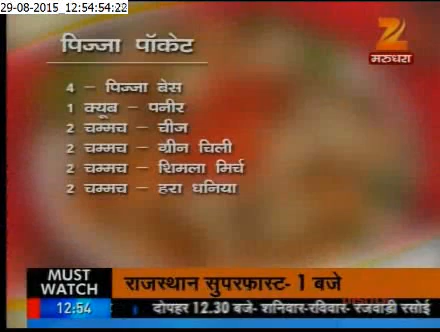 29-08-2015 12:54:54:22
पिज्जा पॉकेट
मरुधरा
4 - पिज्जा बेस
1 क्यूब - पनीर
2 चम्मच - चीज
2 चम्मच - ग्रीन चिली
2 चम्मच - शिमला मिर्च
2 चम्मच - हरा धनिया
MUST WATCH
राजस्थान सुपरफास्ट- 1 बजे
12:54
दोपहर 12.30 बजे- शनिवार-रविवार- रजवाड़ी रसोई